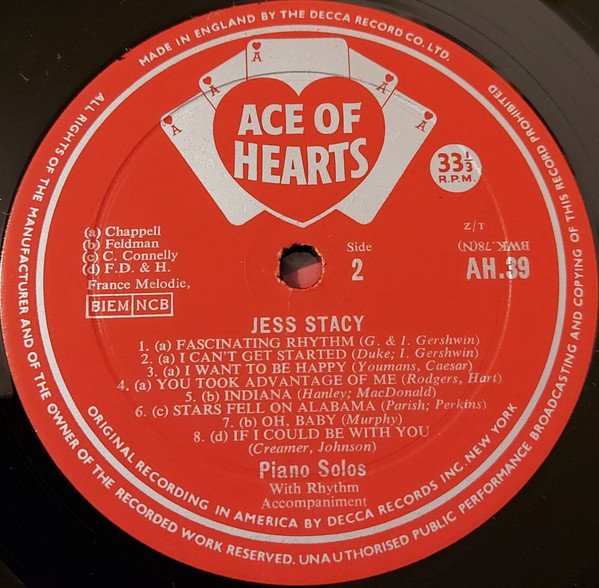 MADE IN ENGLAND BY THE DECCA RECORD CO. LTD.
ALL RIGHTS OF THE MANUFACTURER AND OF THE OWNER OF THE RECORDED WORK RESERVED. UNAUTHORISED PUBLIC PERFORMANCE BROADCASTING AND COPYING OF THIS RECORD PROHIBITED
A
A
A
A
A
ACE OF
HEARTS
33 1/3
R.P.M.
(a) Chappell
(b) Feldman
(c) C. Connelly
(d) F.D. & H.
France Melodie,
BIEM NCB
Side
2
Z/T
BWK. 78(N)
AH.39
JESS STACY
1. (a) FASCINATING RHYTHM (G. & I. Gershwin)
2. (a) I CAN'T GET STARTED (Duke; I. Gershwin)
3. (a) I WANT TO BE HAPPY (Youmans, Caesar)
4. (a) YOU TOOK ADVANTAGE OF ME (Rodgers, Hart)
5. (b) INDIANA (Hanley; MacDonald)
6. (c) STARS FELL ON ALABAMA (Parish; Perkins)
7. (b) OH, BABY (Murphy)
8. (d) IF I COULD BE WITH YOU
(Creamer, Johnson)
Piano Solos
With Rhythm
Accompaniment
ORIGINAL RECORDING IN AMERICA BY DECCA RECORDS INC. NEW YORK